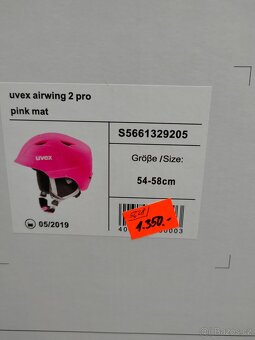 uvex airwing 2 pro
pink mat
S5661329205
Größe /Size:
54-58cm
uvex
05/2019
1.350.-